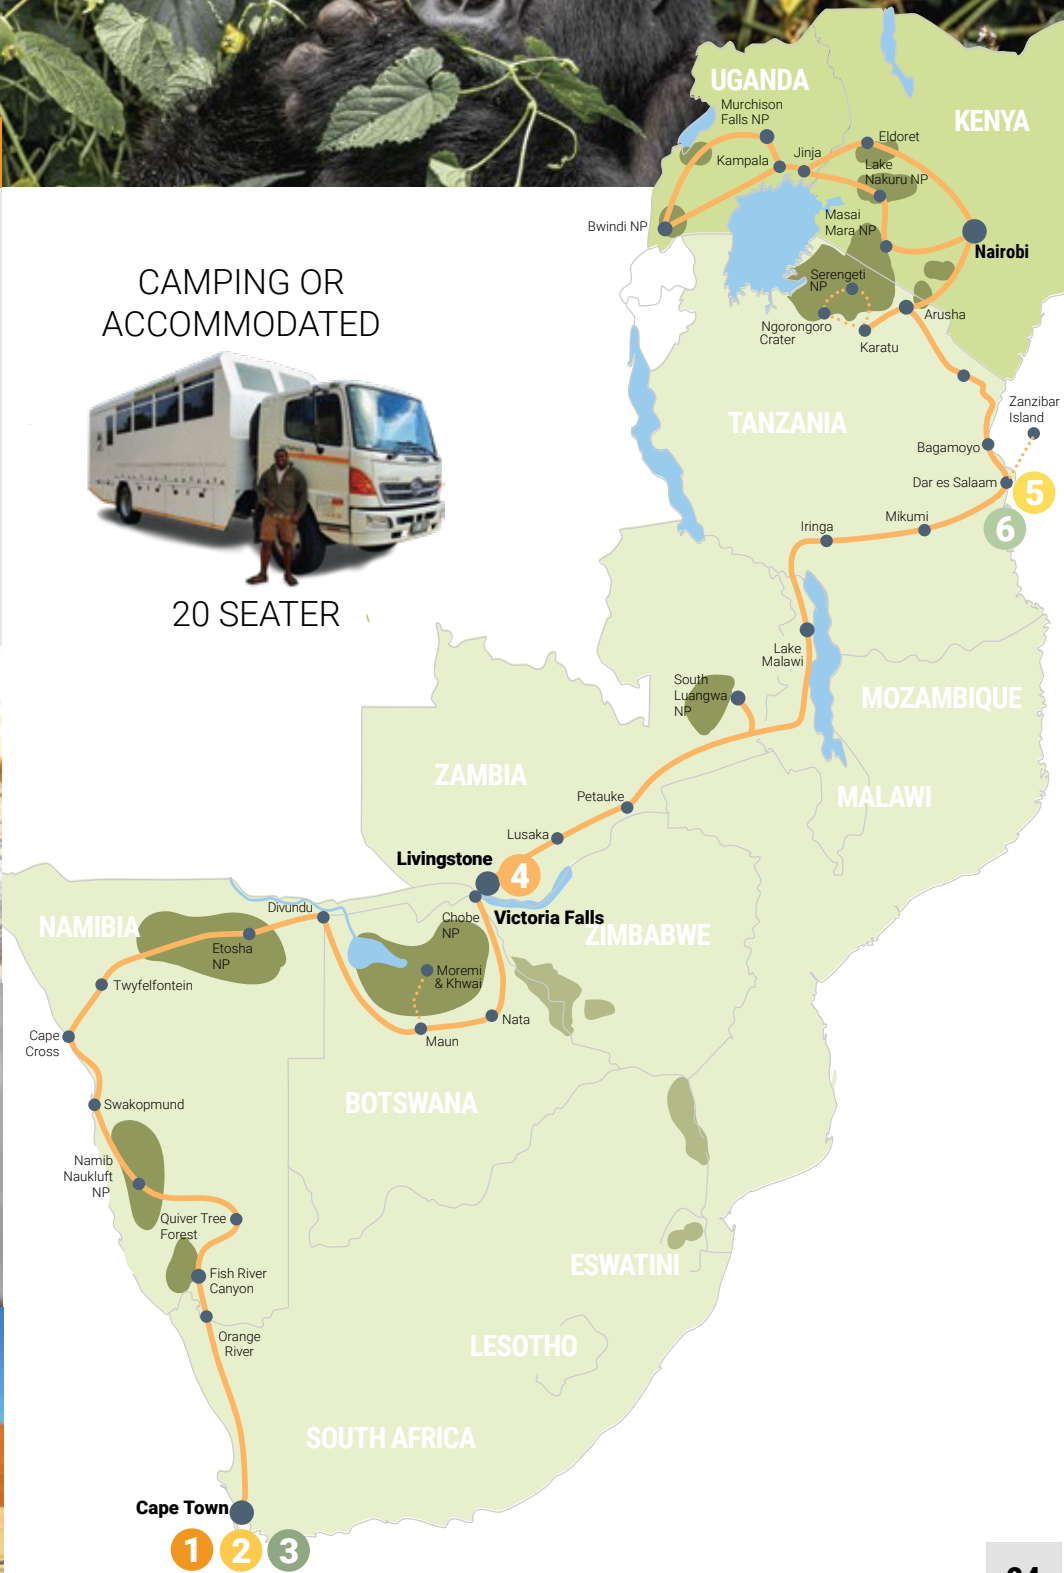 UGANDA
Murchison
Falls NP
KENYA
Eldoret
Jinja
Kampala
Lake
Nakuru NP
Masai
Mara NP
Bwindi NP
Nairobi
Serengeti
NP
CAMPING OR
ACCOMMODATED
Ngorongoro
Crater
Arusha
Karatu
Zanzibar
Island
TANZANIA
Bagamoyo
Dar es Salaam
5
Mikumi
Iringa
6
20 SEATER
Lake
Malawi
South
Luangwa
NP
MOZAMBIQUE
ZAMBIA
MALAWI
Petauke
Lusaka
Livingstone
4
Victoria Falls
Chobe
NP
Divundu
NAMIBIA
ZIMBABWE
Etosha
NP
Moremi
& Khwai
Twyfelfontein
Nata
Maun
Cape
Cross
Swakopmund
BOTSWANA
Namib
Naukluft
NP
Quiver Tree
Forest
ESWATINI
Fish River
Canyon
Orange
River
LESOTHO
SOUTH AFRICA
Cape Town
1 2 3